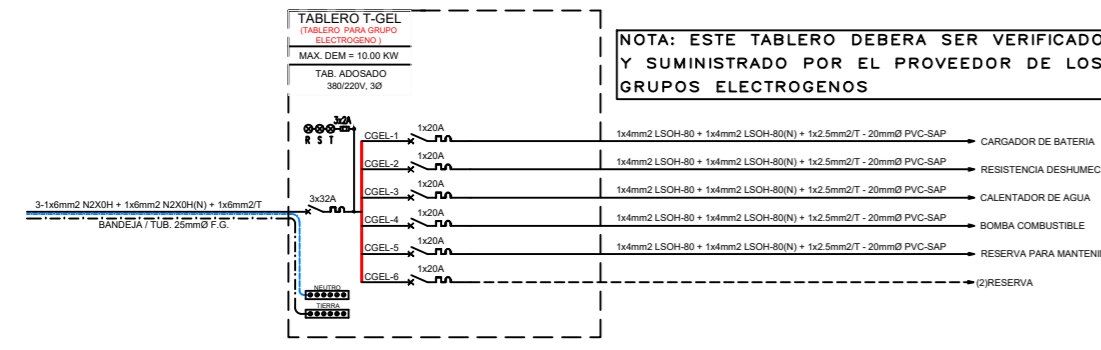 TABLERO T-GEL
(TABLERO PARA GRUPO
ELECTROGENO )
MAX. DEM = 10.00 KW
TAB. ADOSADO
380/220V, 3Ø
NOTA: ESTE TABLERO DEBERA SER VERIFICADO
Y SUMINISTRADO POR EL PROVEEDOR DE LOS
GRUPOS ELECTROGENOS
3x2A
R S T
CGEL-1 1x20A 1x4mm2 LSOH-80 + 1x4mm2 LSOH-80(N) + 1x2.5mm2/T - 20mmØ PVC-SAP CARGADOR DE BATERIA
CGEL-2 1x20A 1x4mm2 LSOH-80 + 1x4mm2 LSOH-80(N) + 1x2.5mm2/T - 20mmØ PVC-SAP RESISTENCIA DESHUMEC
CGEL-3 1x20A 1x4mm2 LSOH-80 + 1x4mm2 LSOH-80(N) + 1x2.5mm2/T - 20mmØ PVC-SAP CALENTADOR DE AGUA
3x32A
3-1x6mm2 N2X0H + 1x6mm2 N2X0H(N) + 1x6mm2/T
BANDEJA / TUB. 25mmØ F.G.
CGEL-4 1x20A 1x4mm2 LSOH-80 + 1x4mm2 LSOH-80(N) + 1x2.5mm2/T - 20mmØ PVC-SAP BOMBA COMBUSTIBLE
CGEL-5 1x20A 1x4mm2 LSOH-80 + 1x4mm2 LSOH-80(N) + 1x2.5mm2/T - 20mmØ PVC-SAP RESERVA PARA MANTENI
CGEL-6 1x20A (2)RESERVA
NEUTRO
TIERRA